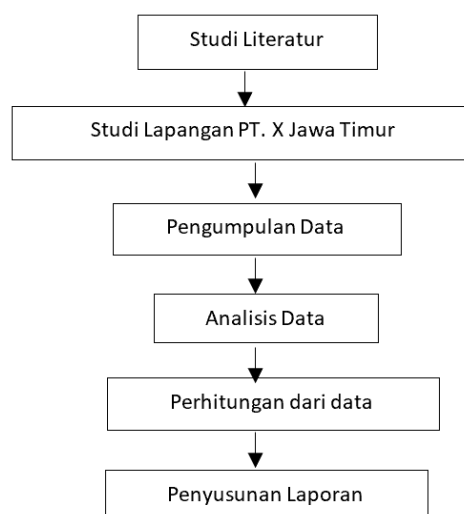 Studi Literatur
Studi Lapangan PT. X Jawa Timur
Pengumpulan Data
Analisis Data
Perhitungan dari data
Penyusunan Laporan